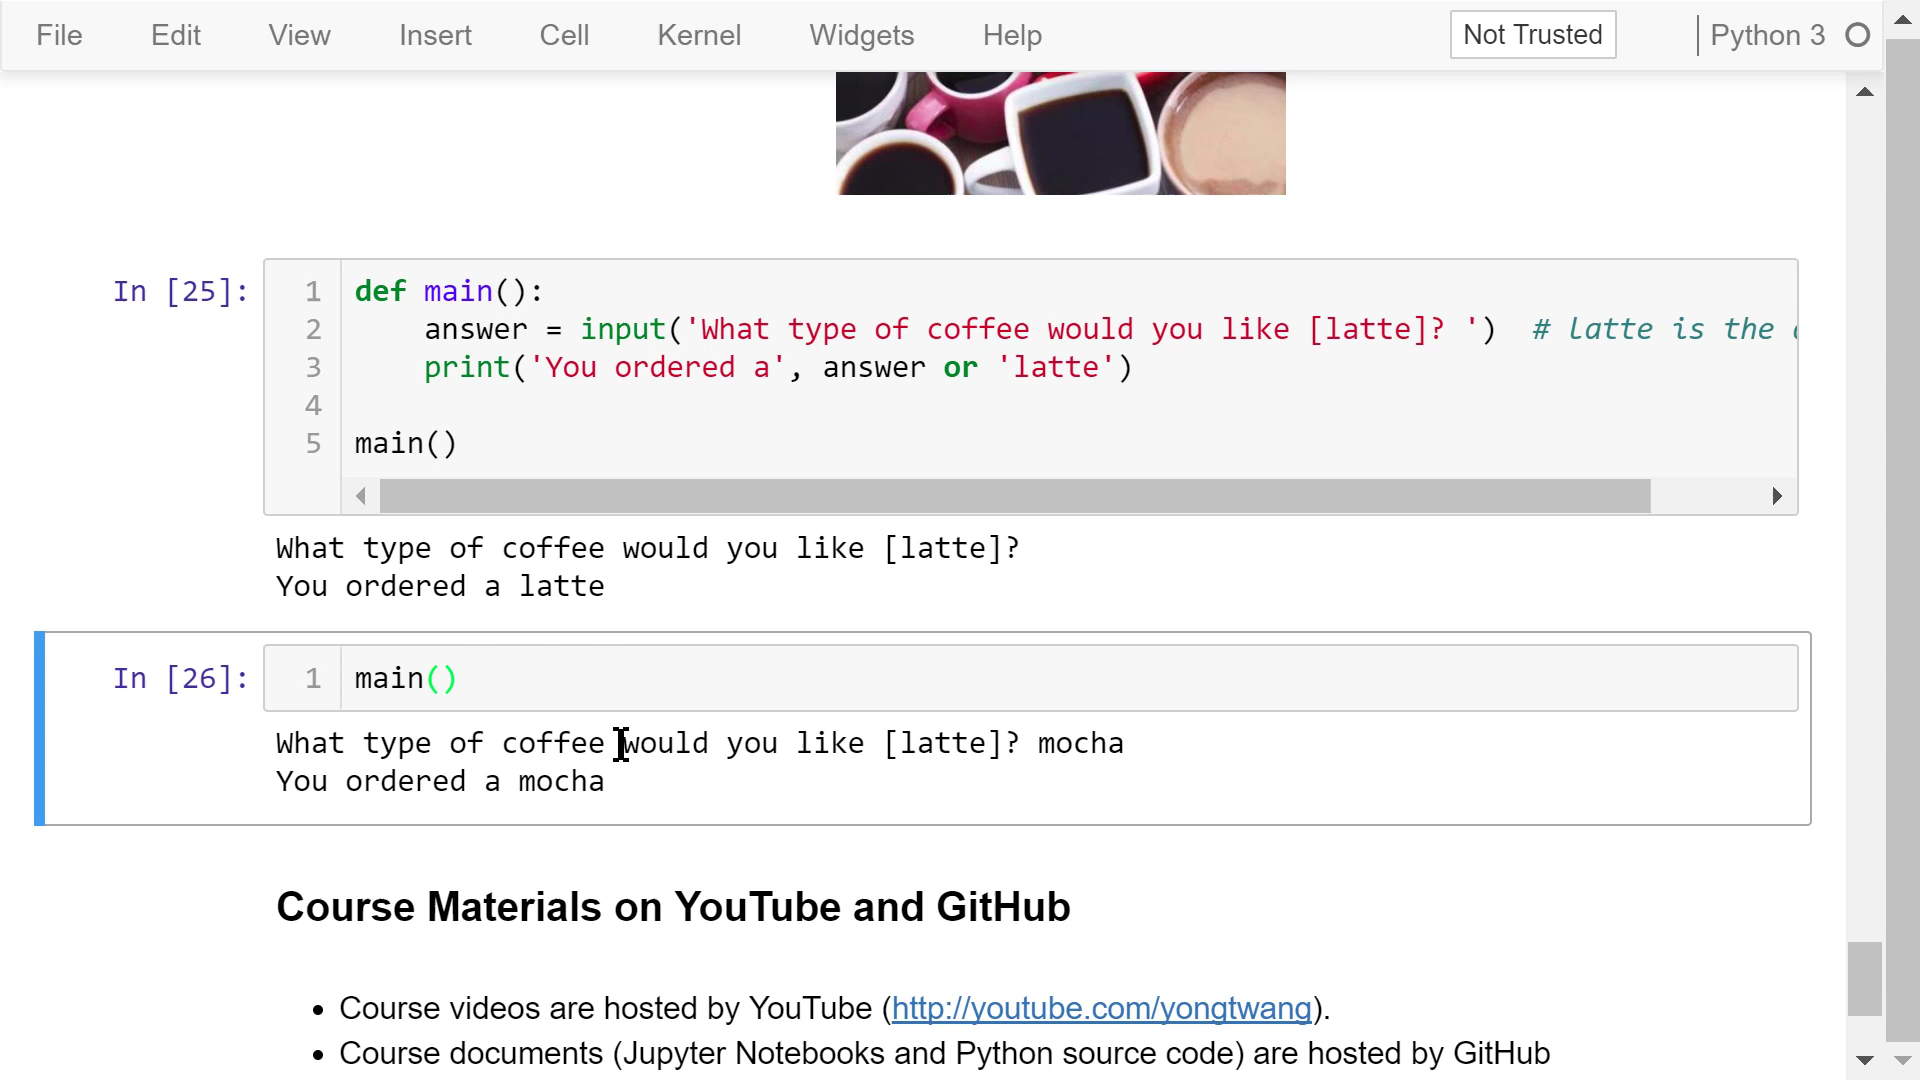 File Edit View Insert Cell Kernel Widgets Help Not Trusted Python 3
In [25]:
1 def main():
2 answer = input('What type of coffee would you like [latte]? ') # latte is the
3 print('You ordered a', answer or 'latte')
4
5 main()
What type of coffee would you like [latte]?
You ordered a latte
In [26]: 1 main()
What type of coffee would you like [latte]? mocha
You ordered a mocha
Course Materials on YouTube and GitHub
• Course videos are hosted by YouTube (http://youtube.com/yongtwang).
• Course documents (Jupyter Notebooks and Python source code) are hosted by GitHub